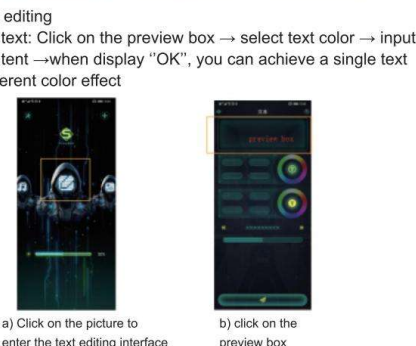 editing
text: Click on the preview box → select text color → input
tent →when display ‘’OK’’, you can achieve a single text
erent color effect
preview box
a) Click on the picture to
enter the text editing interface
b) click on the
preview box